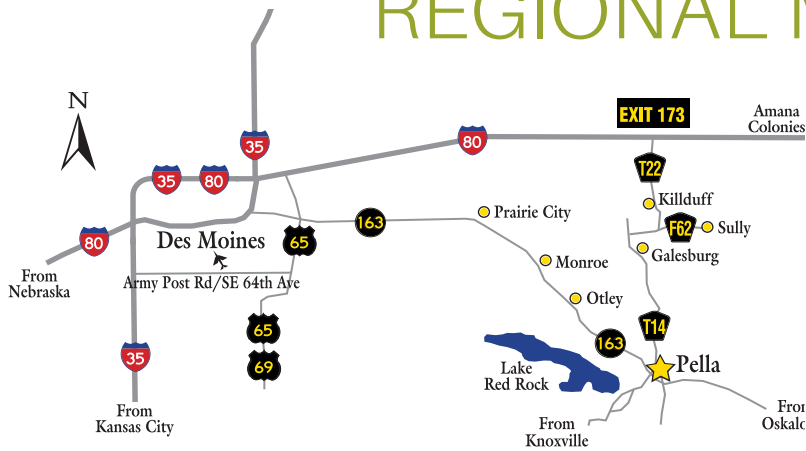 REGIONAL M
N
EXIT 173
Amana
Colonies
35
80
35
80
T22
Killduff
Prairie City
163
F62
Sully
80
Des Moines
65
Galesburg
From
Nebraska
Army Post Rd/SE 64th Ave
Monroe
Otley
65
T14
163
35
69
Lake
Red Rock
Pella
From
Kansas City
From
Knoxville
From
Oskalo